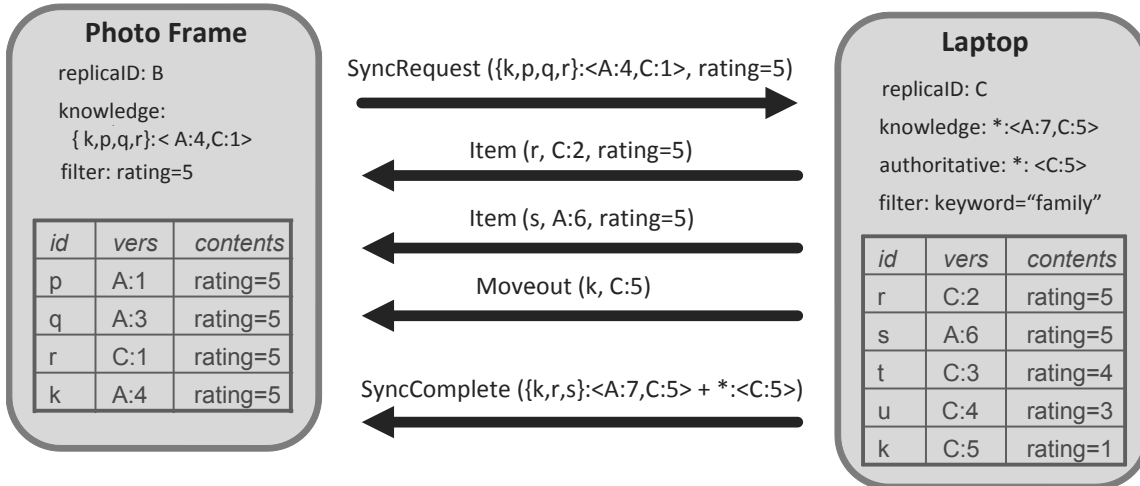 Photo Frame
replicaID: B
knowledge:
{ k,p,q,r}:< A:4,C:1>
filter: rating=5
id vers contents
p A:1 rating=5
q A:3 rating=5
r C:1 rating=5
k A:4 rating=5
SyncRequest ({k,p,q,r}:<A:4,C:1>, rating=5)
Item (r, C:2, rating=5)
Item (s, A:6, rating=5)
Moveout (k, C:5)
SyncComplete ({k,r,s}:<A:7,C:5> + *:<C:5>)
Laptop
replicaID: C
knowledge: *:<A:7,C:5>
authoritative: *: <C:5>
filter: keyword=“family”
id vers contents
r C:2 rating=5
s A:6 rating=5
t C:3 rating=4
u C:4 rating=3
k C:5 rating=1